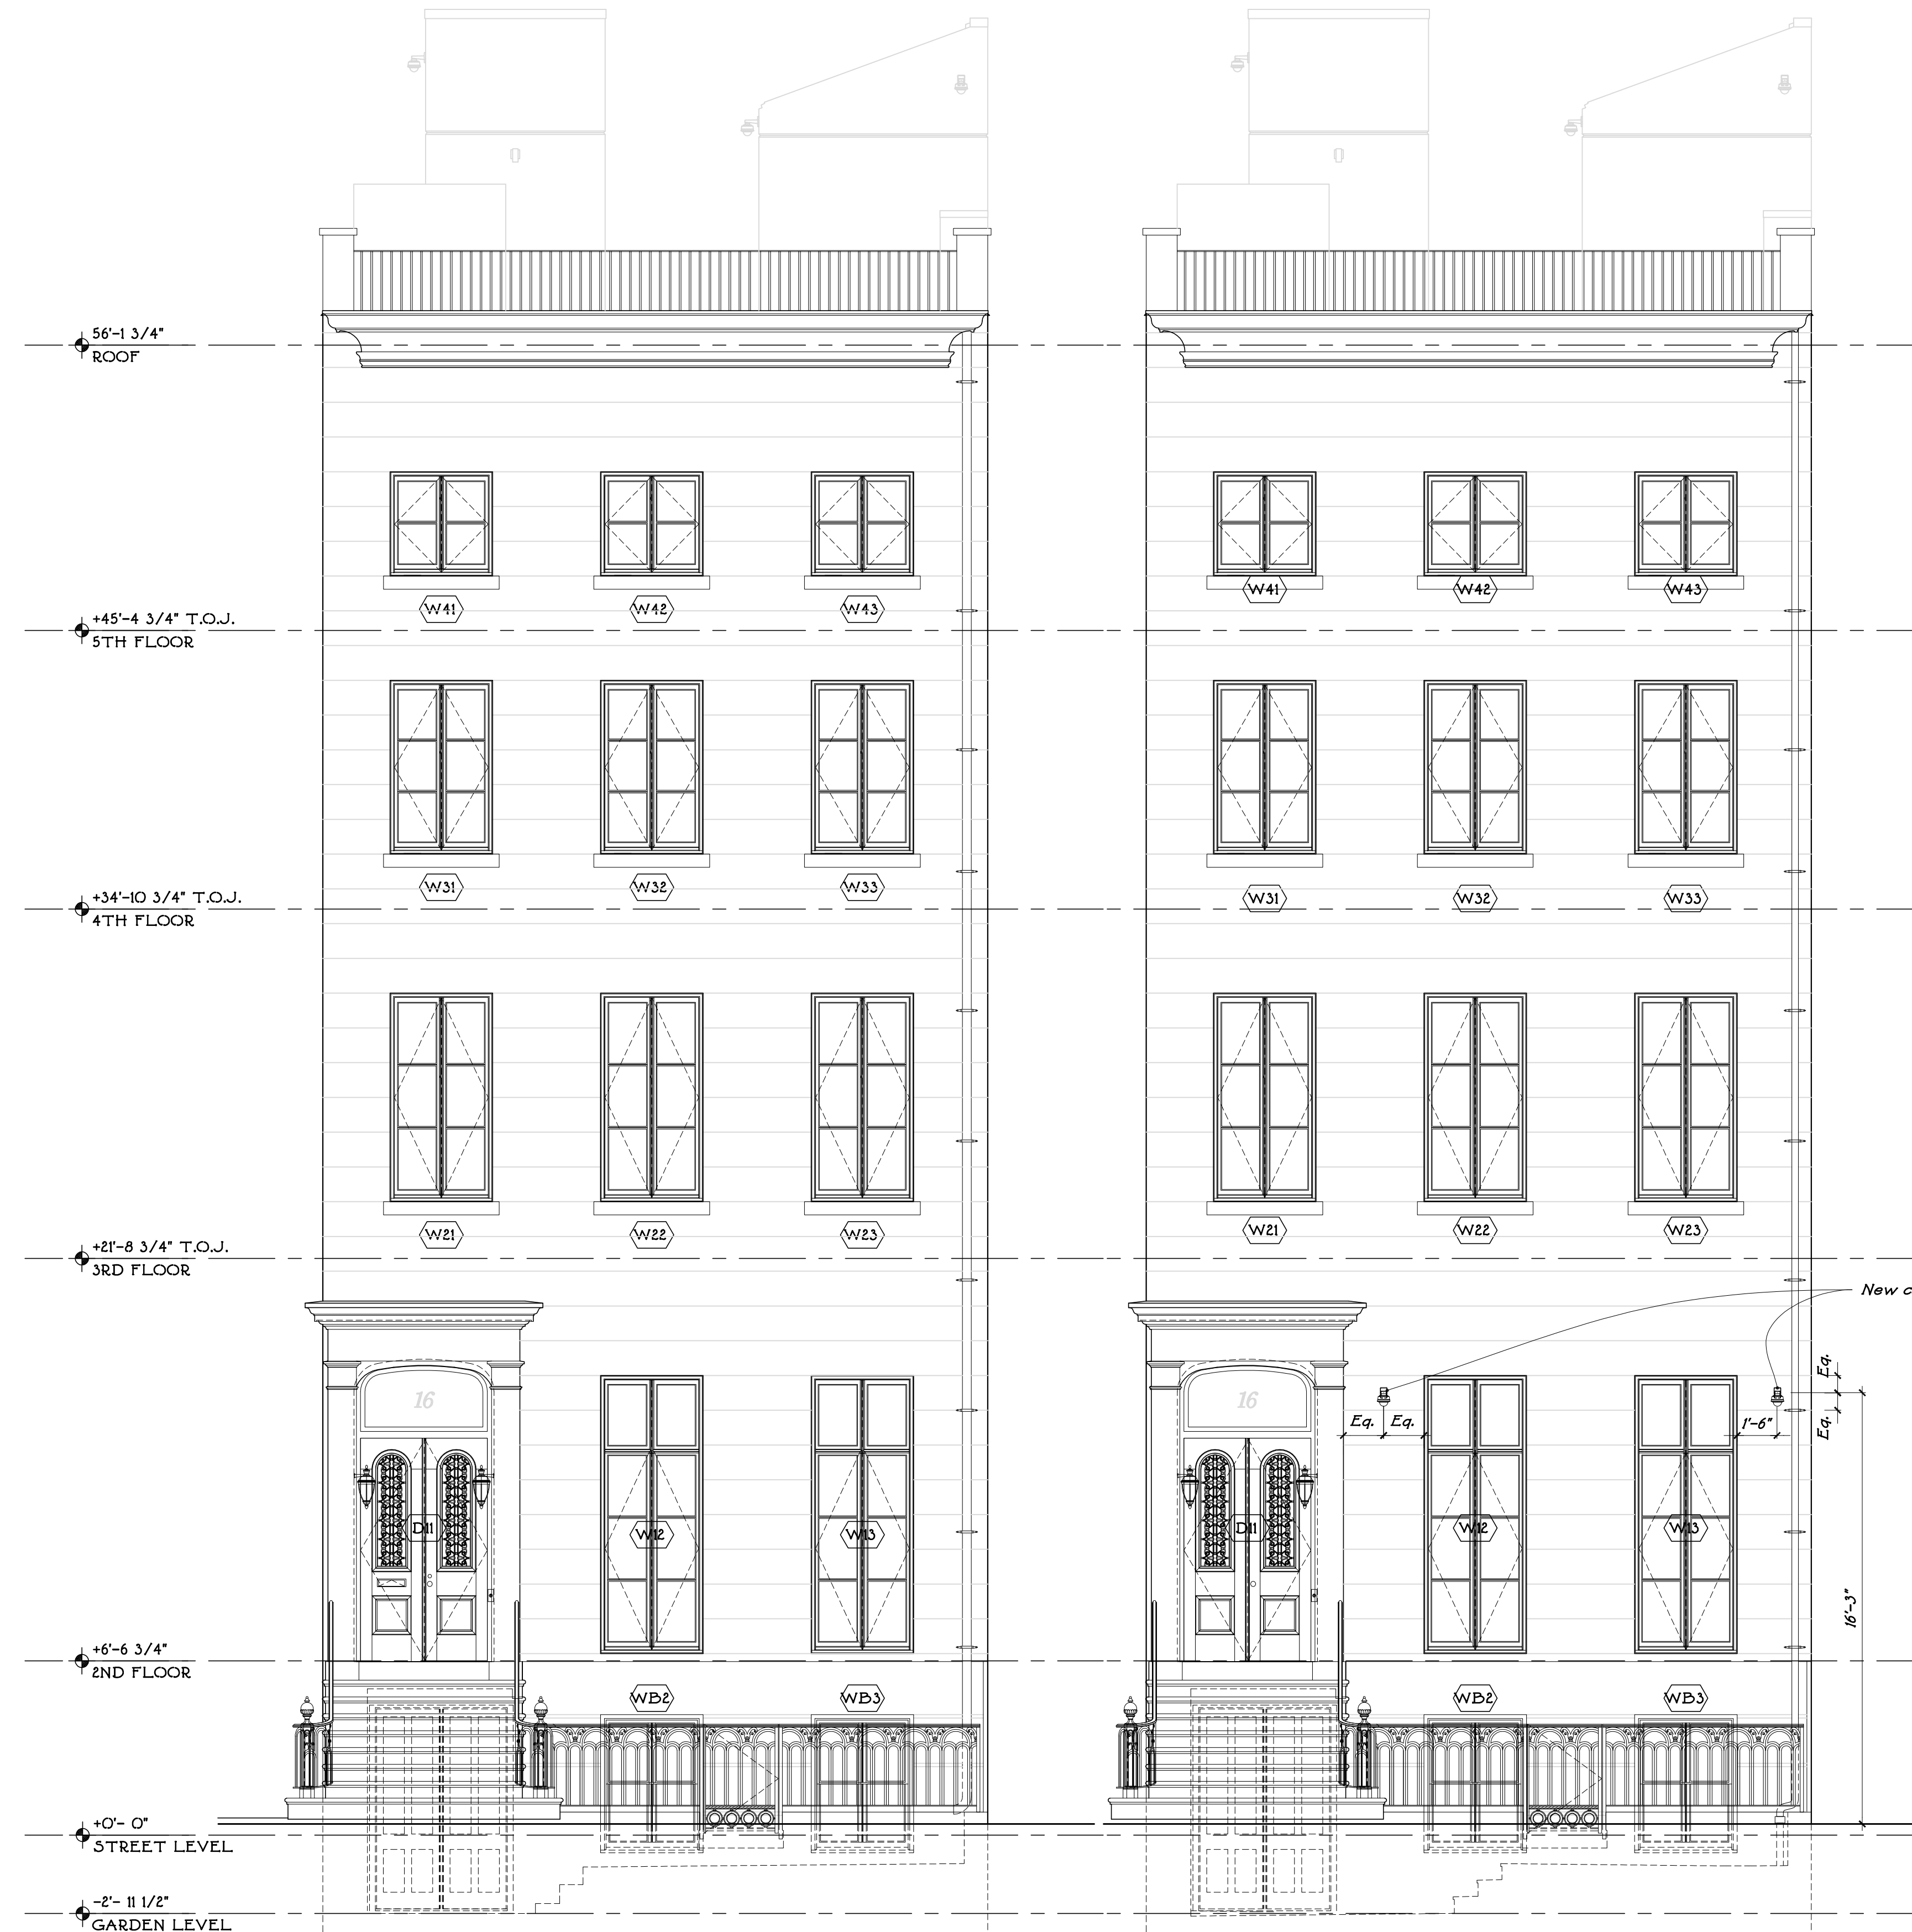 56'-1 3/4"
ROOF
W41 W42 W43 W41 W42 W43
+45'-4 3/4" T.O.J.
5TH FLOOR
W31 W32 W33 W31 W32 W33
+34'-10 3/4" T.O.J.
4TH FLOOR
W21 W22 W23 W21 W22 W23
+21'-8 3/4" T.O.J.
3RD FLOOR
New c
Eq.
16 16
Eq. Eq. 1'-6" Eq.
D11 W12 W13 D11 W12 W13
16'-3"
+6'-6 3/4"
2ND FLOOR
WB2 WB3 WB2 WB3
+0'- 0"
STREET LEVEL
-2'- 11 1/2"
GARDEN LEVEL